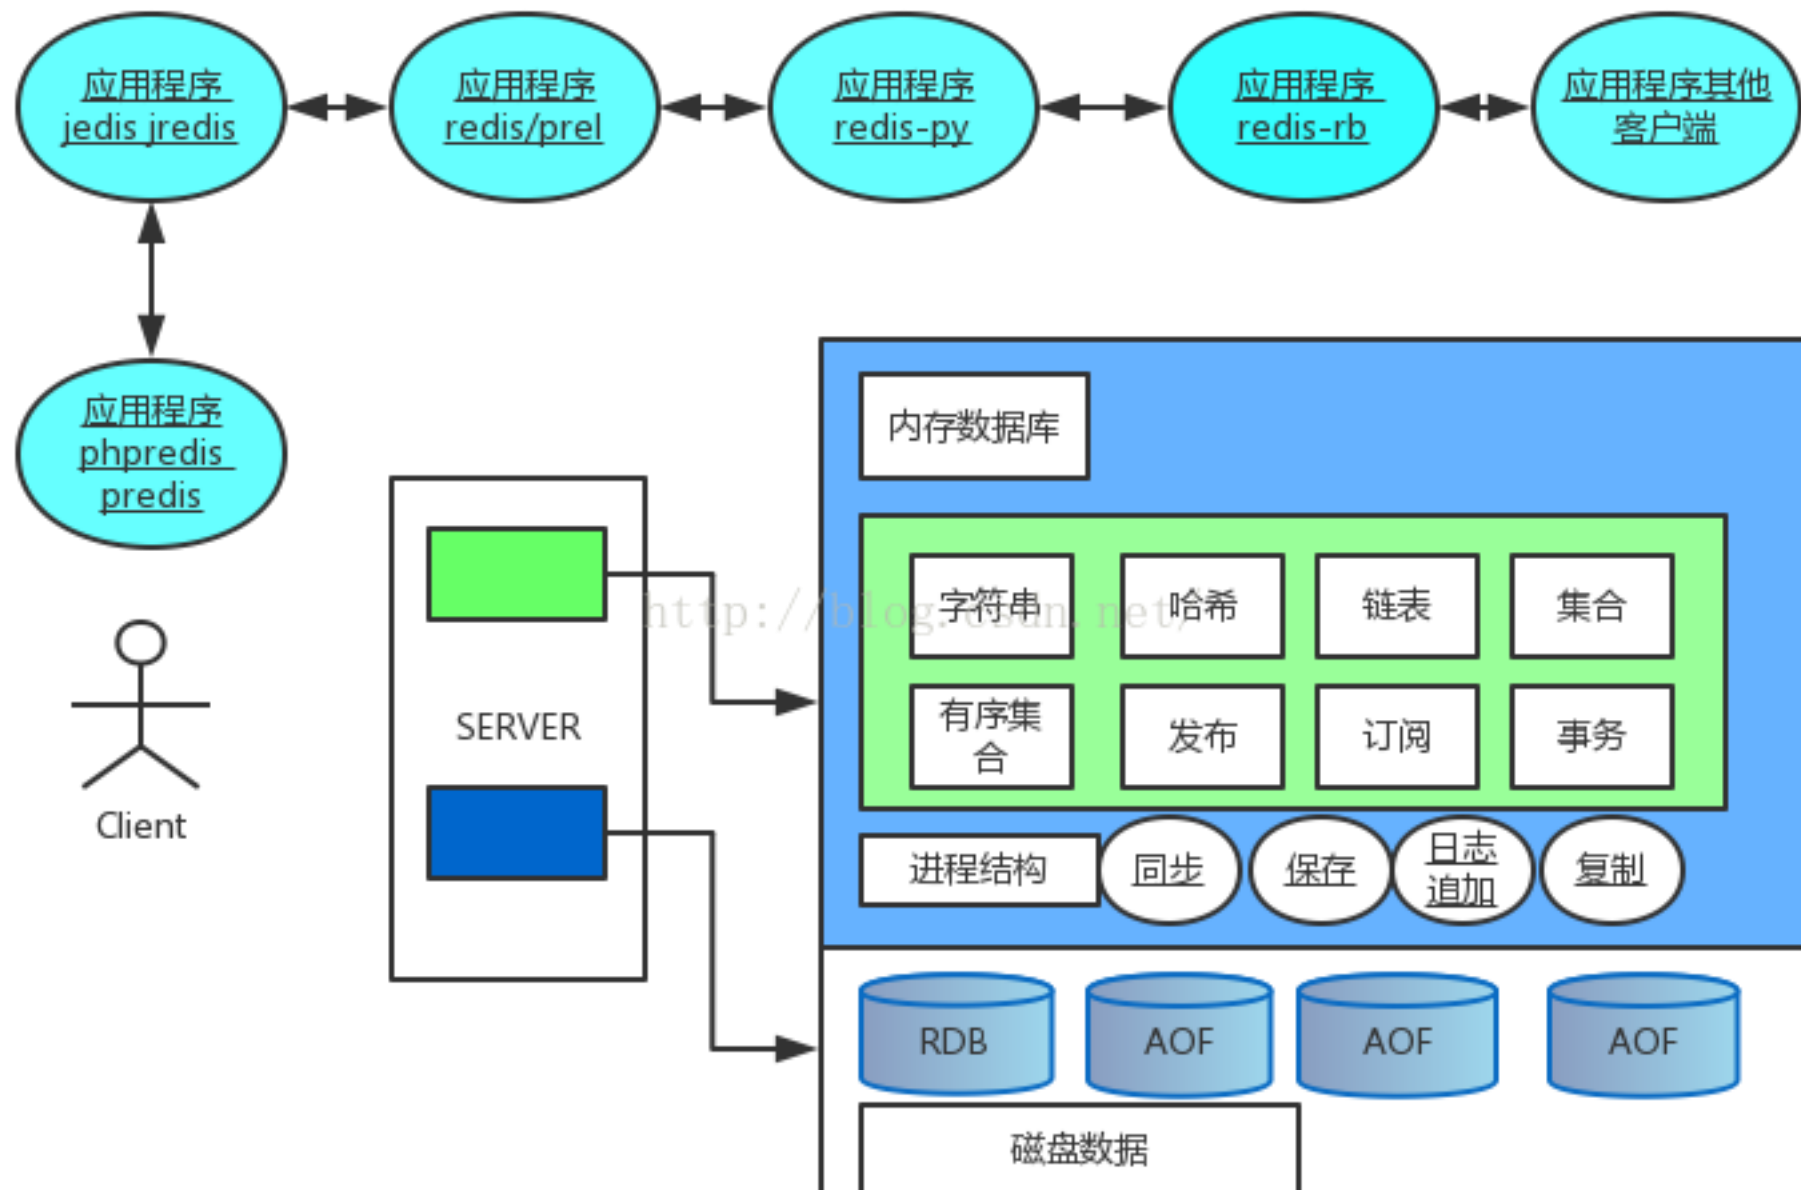 应用程序
jedis jredis
应用程序
redis/prel
应用程序
redis-py
应用程序
redis-rb
应用程序其他
客户端
应用程序
phpredis
predis
Client
SERVER
内存数据库
字符串
哈希
链表
集合
有序集
合
发布
订阅
事务
http://blog.csdn.net/
进程结构
同步
保存
日志
追加
复制
RDB
AOF
AOF
AOF
磁盘数据